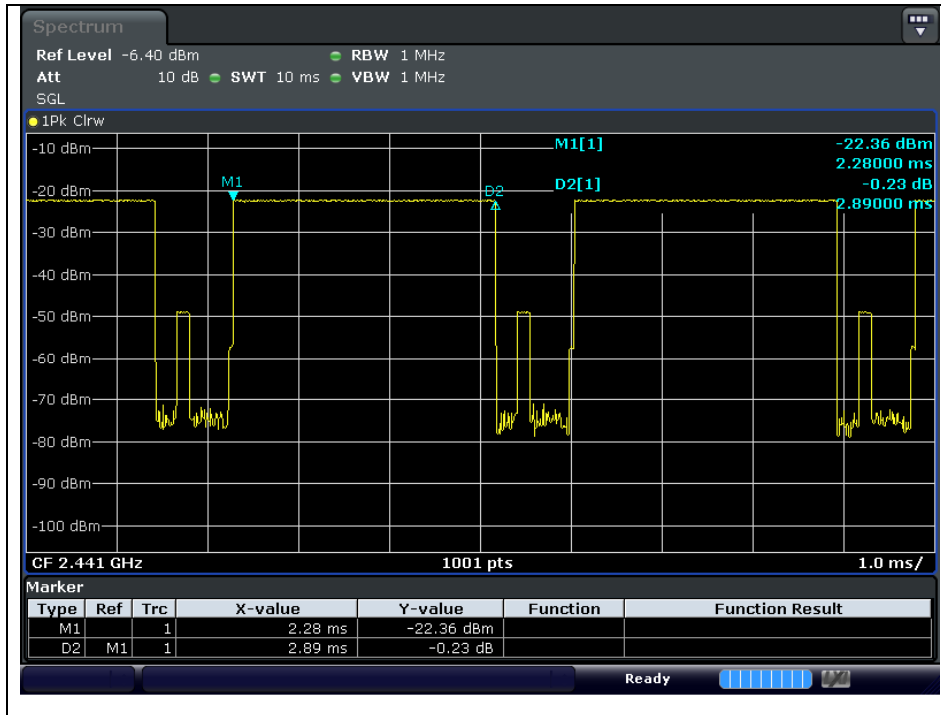 Spectrum
Ref Level -6.40 dBm RBW 1 MHz
Att 10 dB SWT 10 ms VBW 1 MHz
SGL
1Pk Clrw
M1[1] -22.36 dBm
2.28000 ms
D2[1] -0.23 dB
2.89000 ms
-10 dBm
M1
D2
-20 dBm
-30 dBm
-40 dBm
-50 dBm
-60 dBm
-70 dBm
-80 dBm
-90 dBm
-100 dBm
CF 2.441 GHz 1001 pts 1.0 ms/
Marker
Type Ref Trc X-value Y-value Function Function Result
M1 1 2.28 ms -22.36 dBm
D2 M1 1 2.89 ms -0.23 dB
Ready